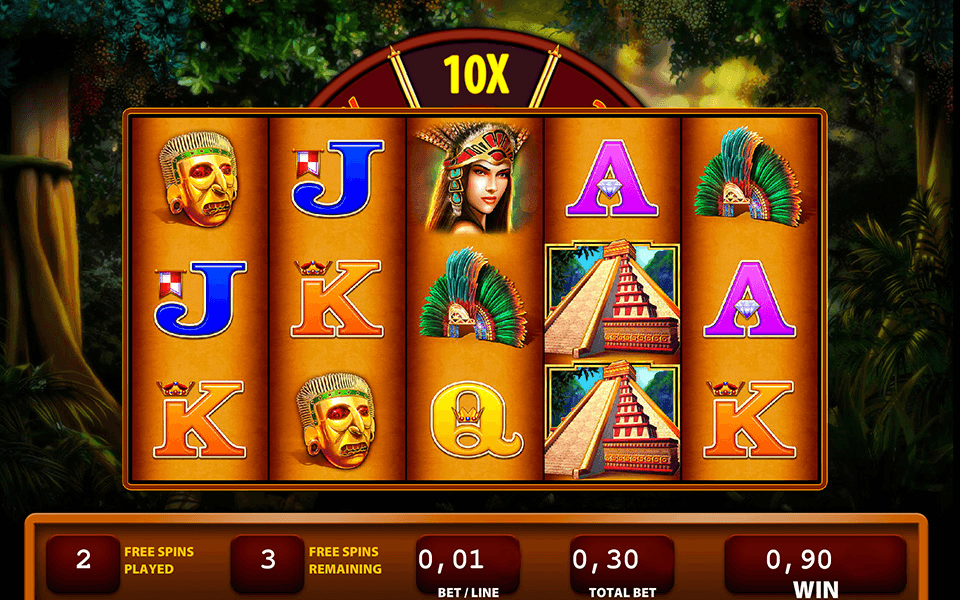 10X
J A
J K A
K Q K
2 FREE SPINS PLAYED
3 FREE SPINS REMAINING
0,01
BET / LINE
0,30
TOTAL BET
0,90
WIN